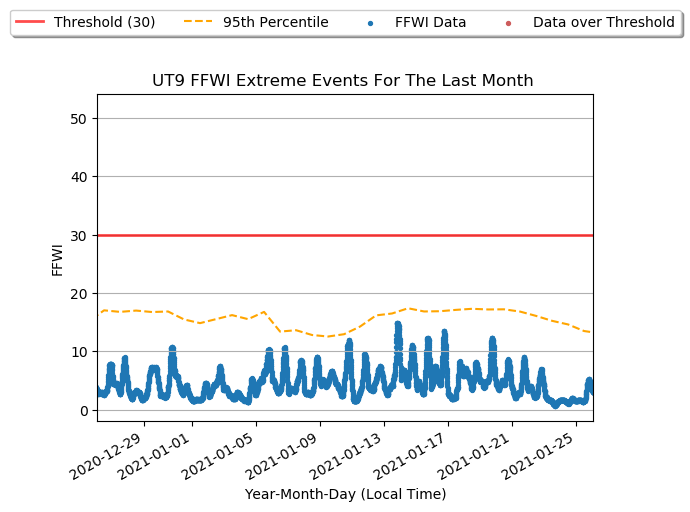 Threshold (30) 95th Percentile FFWI Data Data over Threshold
UT9 FFWI Extreme Events For The Last Month
50
40
30
20
10
0
FFWI
2020-12-29 2021-01-01 2021-01-05 2021-01-09 2021-01-13 2021-01-17 2021-01-21 2021-01-25
Year-Month-Day (Local Time)